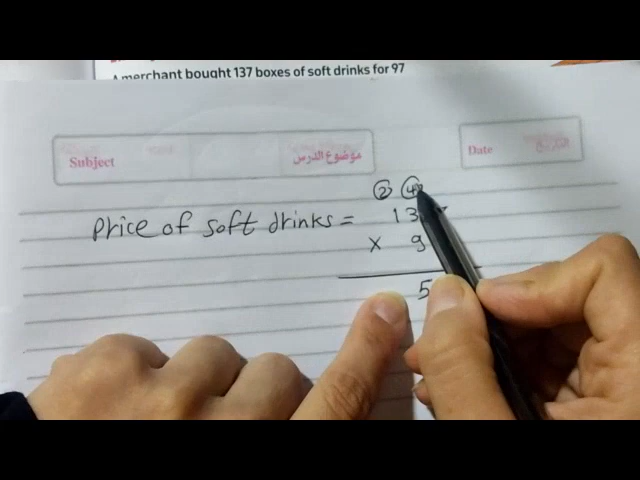 A merchant bought 137 boxes of soft drinks for 97
Subject
موضوع الدرس
Date
2 4
Price of soft drinks = 13
x 9
5